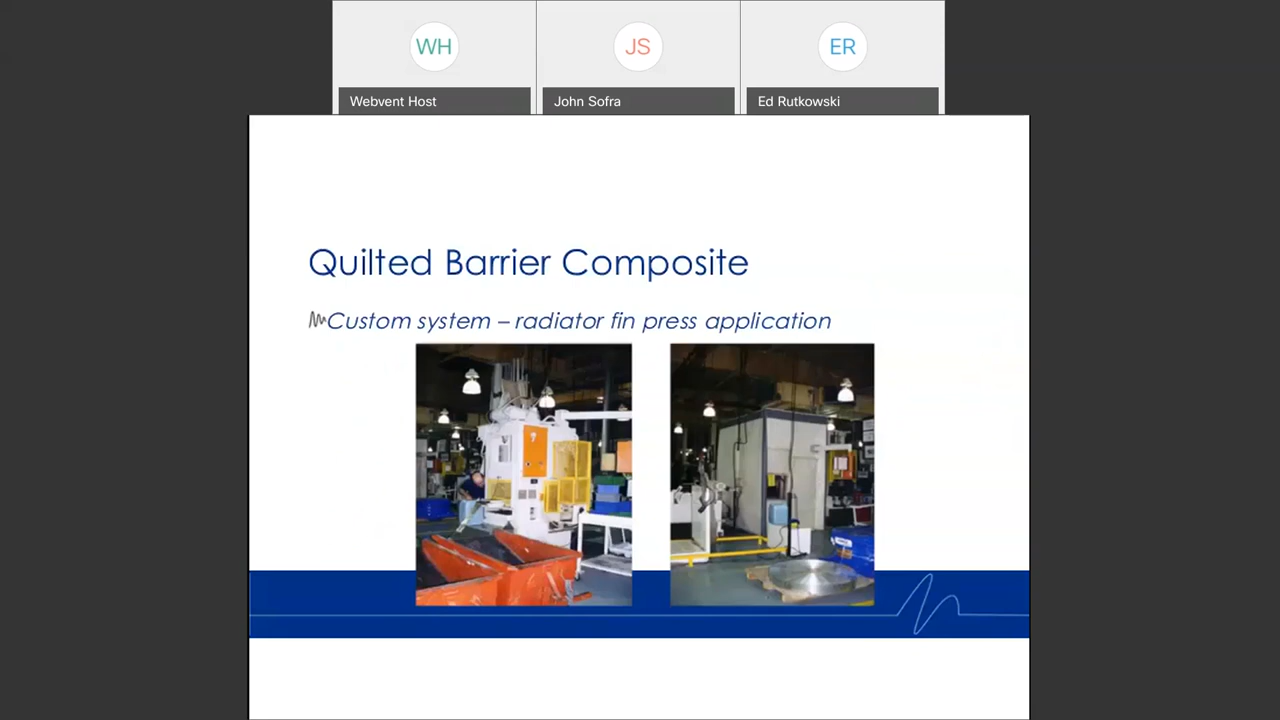 WH
JS
ER
Webvent Host
John Sofra
Ed Rutkowski
Quilted Barrier Composite
Custom system – radiator fin press application